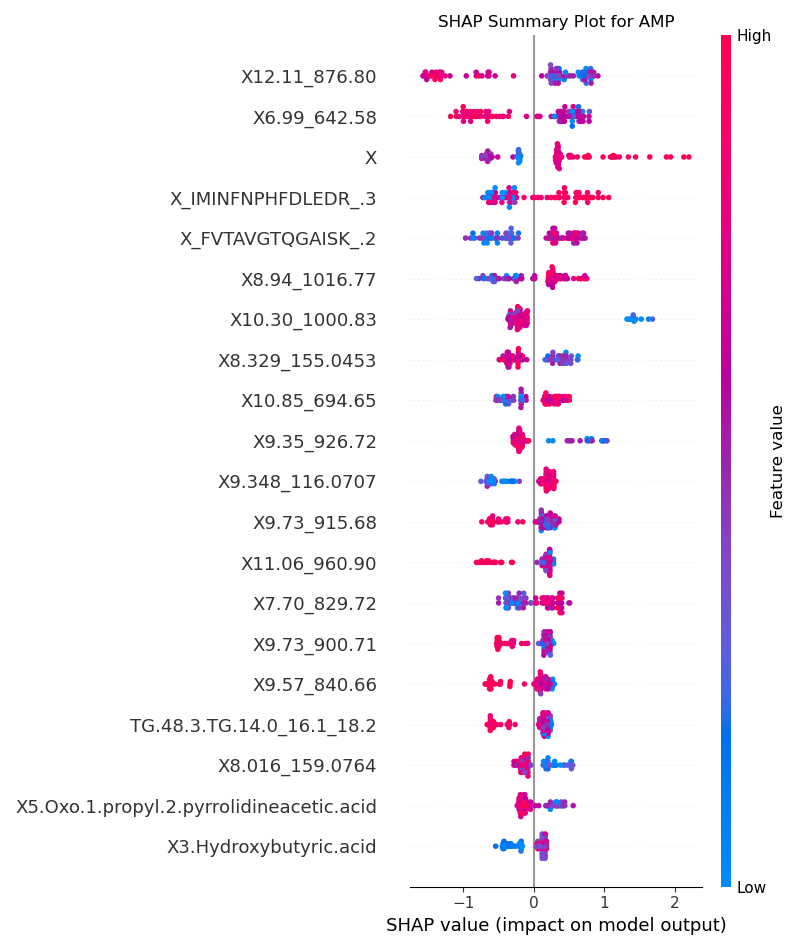 SHAP Summary Plot for AMP
High
X12.11_876.80
X6.99_642.58
X
X_IMINFNPHFDLEDR_.3
X_FVTAVGTQGAISK_.2
X8.94_1016.77
X10.30_1000.83
X8.329_155.0453
X10.85_694.65
X9.35_926.72
X9.348_116.0707
X9.73_915.68
X11.06_960.90
X7.70_829.72
X9.73_900.71
X9.57_840.66
TG.48.3.TG.14.0_16.1_18.2
X8.016_159.0764
X5.Oxo.1.propyl.2.pyrrolidineacetic.acid
X3.Hydroxybutyric.acid
Feature value
Low
−1 0 1 2
SHAP value (impact on model output)